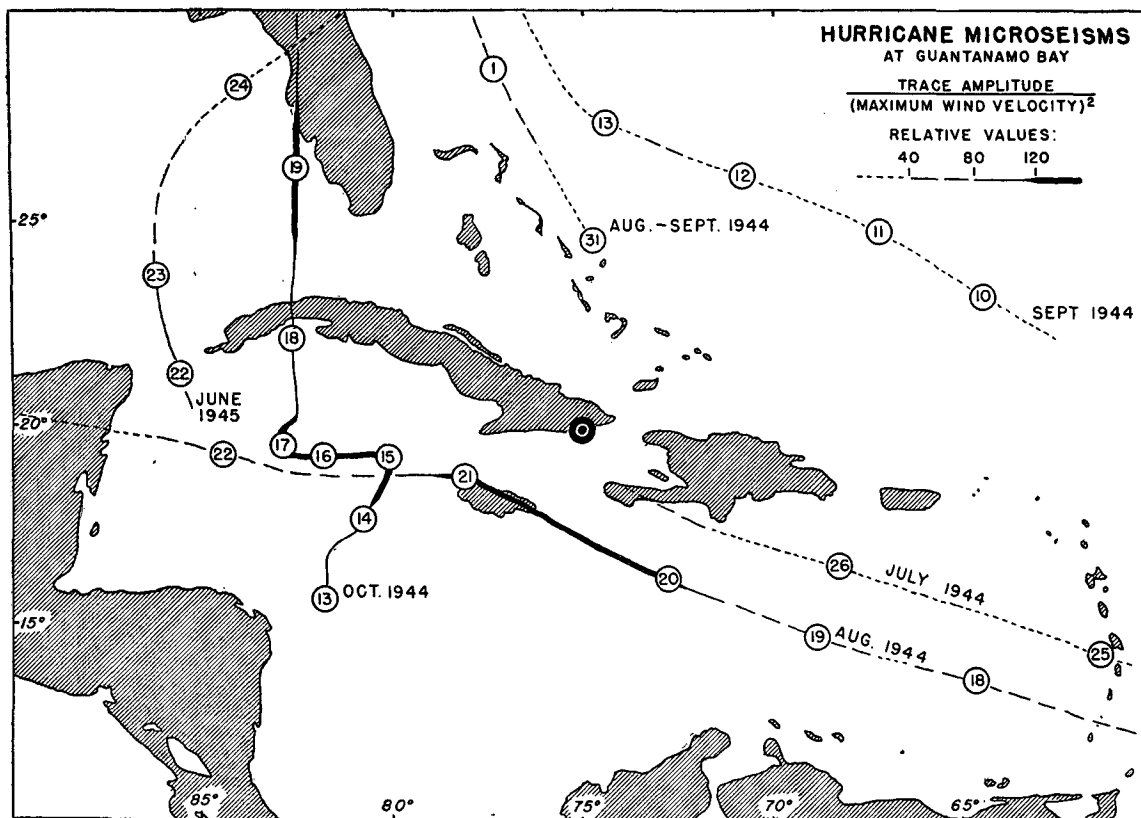 HURRICANE MICROSEISMS
AT GUANTANAMO BAY
TRACE AMPLITUDE
(MAXIMUM WIND VELOCITY)²
RELATIVE VALUES:
40 80 120
24
1
13
19
12
25°
31
AUG.–SEPT. 1944
11
23
10
SEPT 1944
18
22
JUNE
1945
20°
17
16
15
22
21
14
26
JULY 1944
20
13
OCT. 1944
15°
19
AUG. 1944
25
18
85°
80°
75°
70°
65°